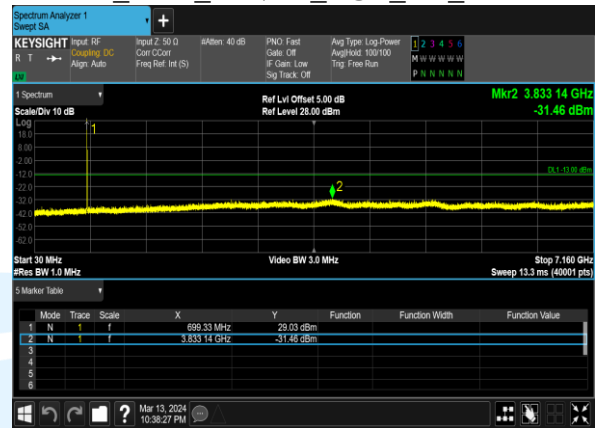 Spectrum Analyzer 1
Swept SA
+
KEYSIGHT Input: RF Input Z: 50 Ω #Atten: 40 dB PNO: Fast Avg Type: Log-Power 1 2 3 4 5 6
R T Coupling: DC Corr CCorr Gate: Off Avg|Hold: 100/100 M W W W W W
Align: Auto Freq Ref: Int (S) IF Gain: Low Trig: Free Run
Sig Track: Off P N N N N N
1 Spectrum Ref Lvl Offset 5.00 dB Mkr2 3.833 14 GHz
Scale/Div 10 dB Ref Level 28.00 dBm -31.46 dBm
Log
1
18.0
8.00
-2.00
-12.0 DL1 -13.00 dBm
-22.0
2
-32.0
-42.0
-52.0
-62.0
Start 30 MHz Video BW 3.0 MHz Stop 7.160 GHz
#Res BW 1.0 MHz Sweep 13.3 ms (40001 pts)
5 Marker Table
Mode Trace Scale X Y Function Function Width Function Value
1 N 1 f 699.33 MHz 29.03 dBm
2 N 1 f 3.833 14 GHz -31.46 dBm
3
4
5
6
? Mar 13, 2024
10:38:27 PM